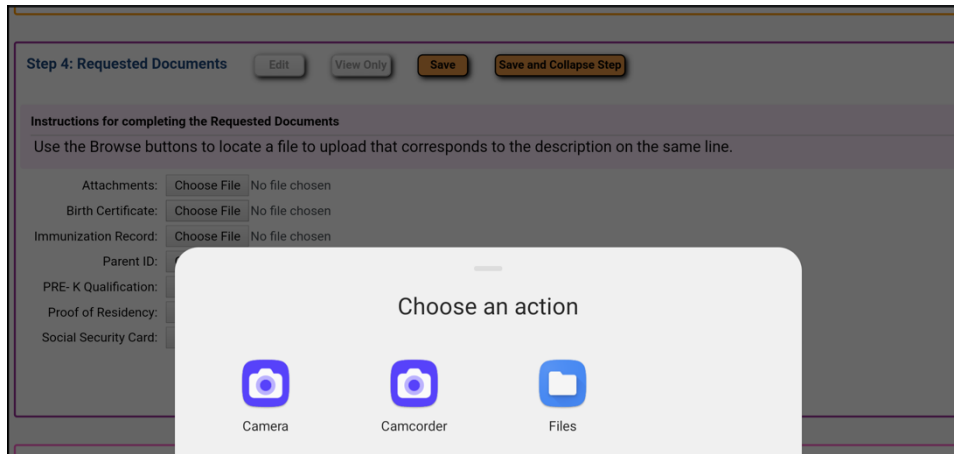 Step 4: Requested Documents Edit View Only Save Save and Collapse Step
Instructions for completing the Requested Documents
Use the Browse buttons to locate a file to upload that corresponds to the description on the same line.
Attachments: Choose File No file chosen
Birth Certificate: Choose File No file chosen
Immunization Record: Choose File No file chosen
Parent ID:
PRE- K Qualification:
Proof of Residency:
Social Security Card:
Choose an action
Camera Camcorder Files